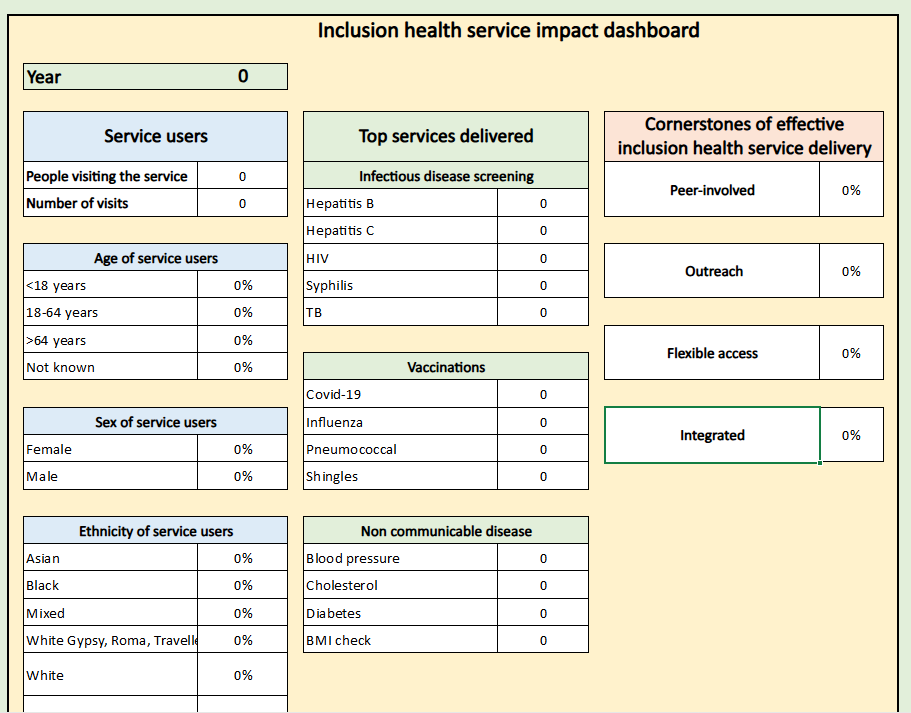 Inclusion health service impact dashboard
Year 0
Service users
People visiting the service 0
Number of visits 0
Age of service users
<18 years 0%
18-64 years 0%
>64 years 0%
Not known 0%
Sex of service users
Female 0%
Male 0%
Ethnicity of service users
Asian 0%
Black 0%
Mixed 0%
White Gypsy, Roma, Travelle 0%
White 0%
Top services delivered
Infectious disease screening
Hepatitis B 0
Hepatitis C 0
HIV 0
Syphilis 0
TB 0
Vaccinations
Covid-19 0
Influenza 0
Pneumococcal 0
Shingles 0
Non communicable disease
Blood pressure 0
Cholesterol 0
Diabetes 0
BMI check 0
Cornerstones of effective
inclusion health service delivery
Peer-involved 0%
Outreach 0%
Flexible access 0%
Integrated 0%